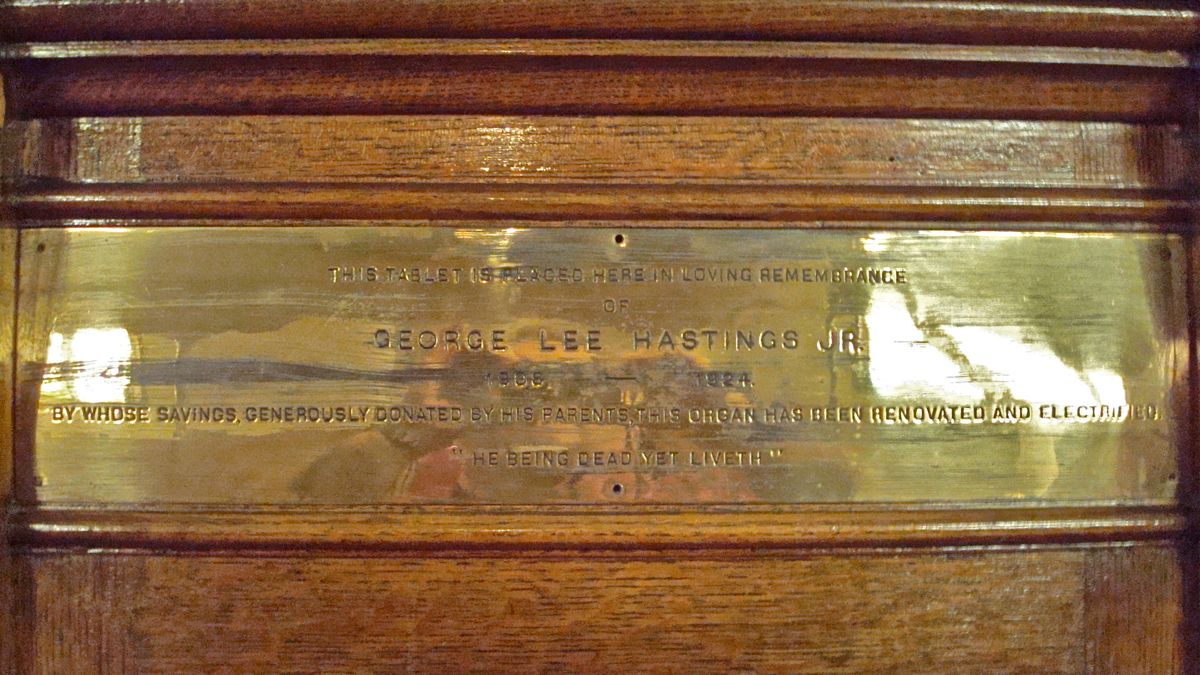 THIS TABLET IS PLACED HERE IN LOVING REMEMBRANCE
OF
GEORGE LEE HASTINGS JR.
— 1924.
BY WHOSE SAVINGS, GENEROUSLY DONATED BY HIS PARENTS, THIS ORGAN HAS BEEN RENOVATED AND ELECTRIFIED.
"HE BEING DEAD YET LIVETH"